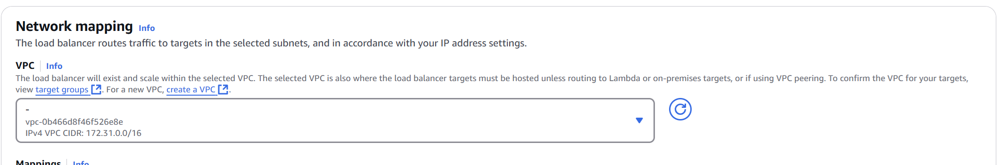 Network mapping Info
The load balancer routes traffic to targets in the selected subnets, and in accordance with your IP address settings.
VPC Info
The load balancer will exist and scale within the selected VPC. The selected VPC is also where the load balancer targets must be hosted unless routing to Lambda or on-premises targets, or if using VPC peering. To confirm the VPC for your targets,
view target groups. For a new VPC, create a VPC.
-
vpc-0b466d8f46f526e8e
IPv4 VPC CIDR: 172.31.0.0/16
Mappings Info